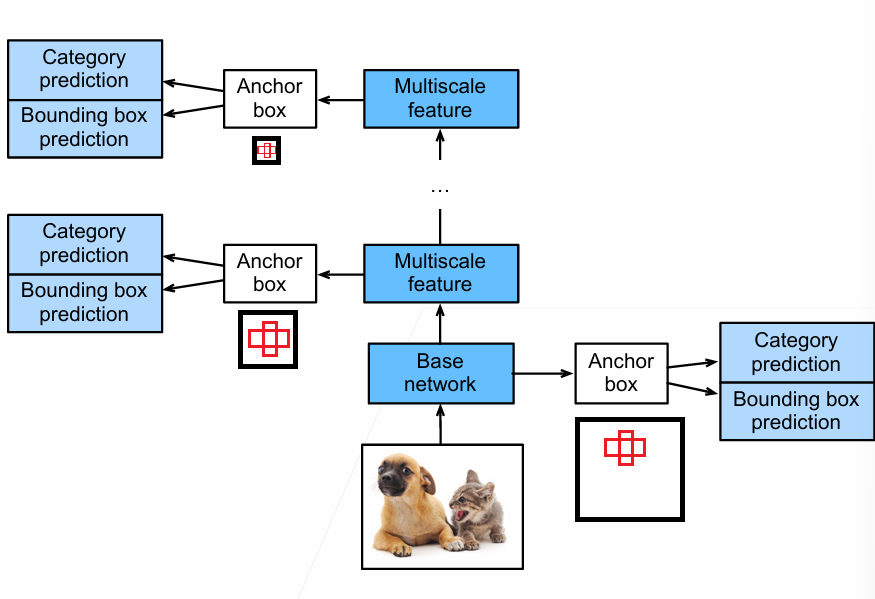 Category
prediction
Bounding box
prediction
Anchor
box
Multiscale
feature
...
Category
prediction
Bounding box
prediction
Anchor
box
Multiscale
feature
Base
network
Anchor
box
Category
prediction
Bounding box
prediction